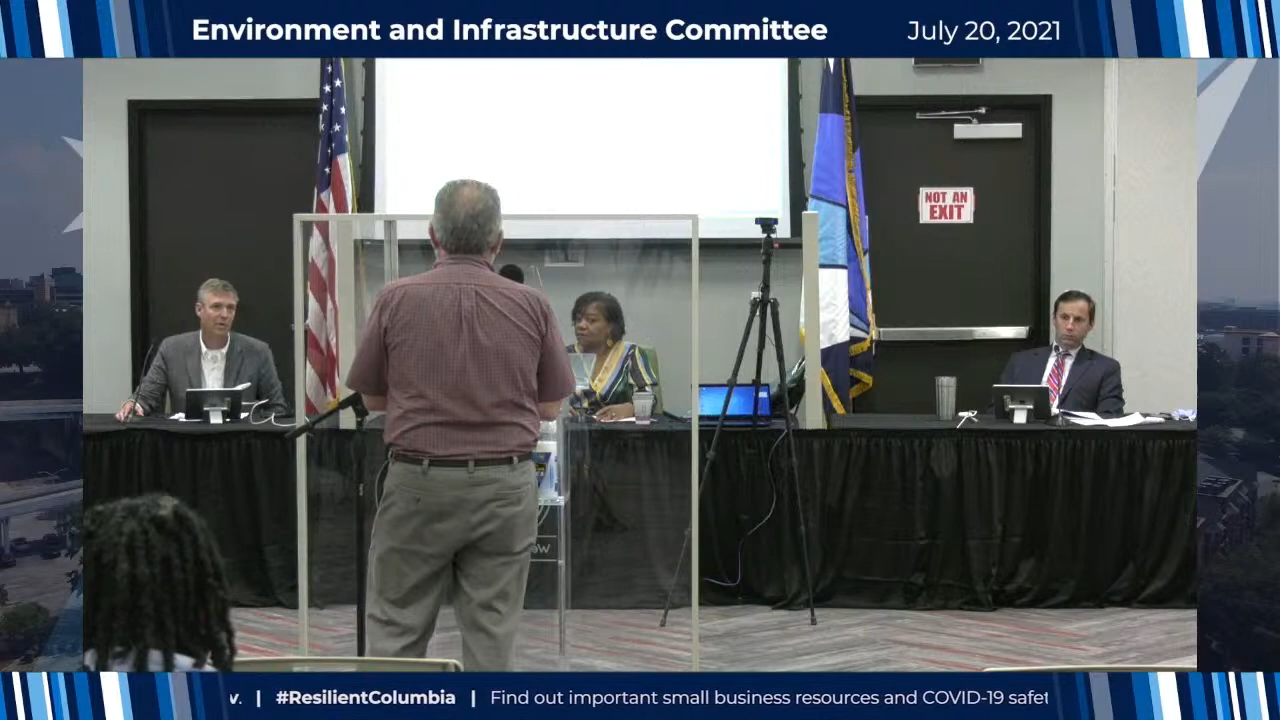 Environment and Infrastructure Committee
July 20, 2021
NOT AN
EXIT
v. | #ResilientColumbia | Find out important small business resources and COVID-19 safet